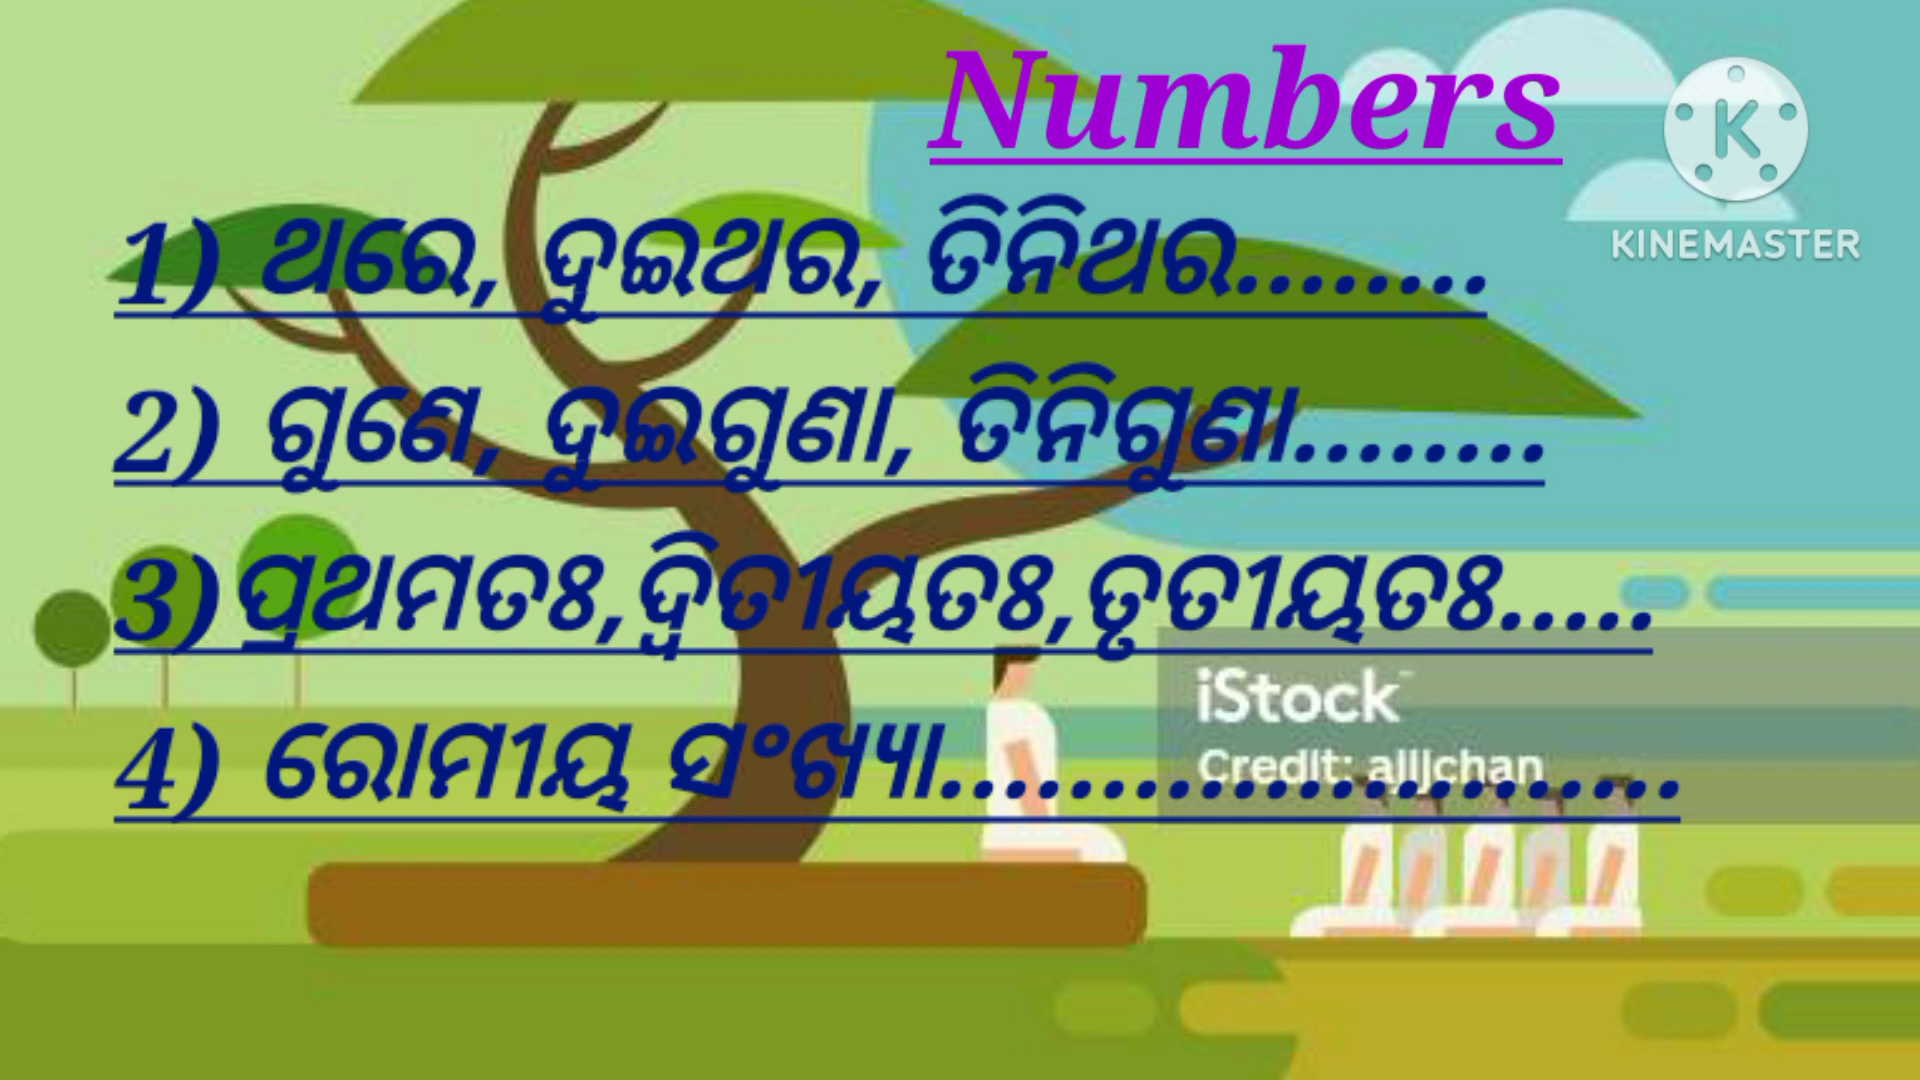 Numbers
KINEMASTER
1) ଥରେ, ଦୁଇଥର, ତିନିଥର........
2) ଗୁଣେ, ଦୁଇଗୁଣା, ତିନିଗୁଣା........
3)ପ୍ରଥମତଃ,ଦ୍ଵିତୀୟତଃ,ତୃତୀୟତଃ.....
iStock
4) ରୋମୀୟ ସଂଖ୍ୟା.......................
Credit: alljchan